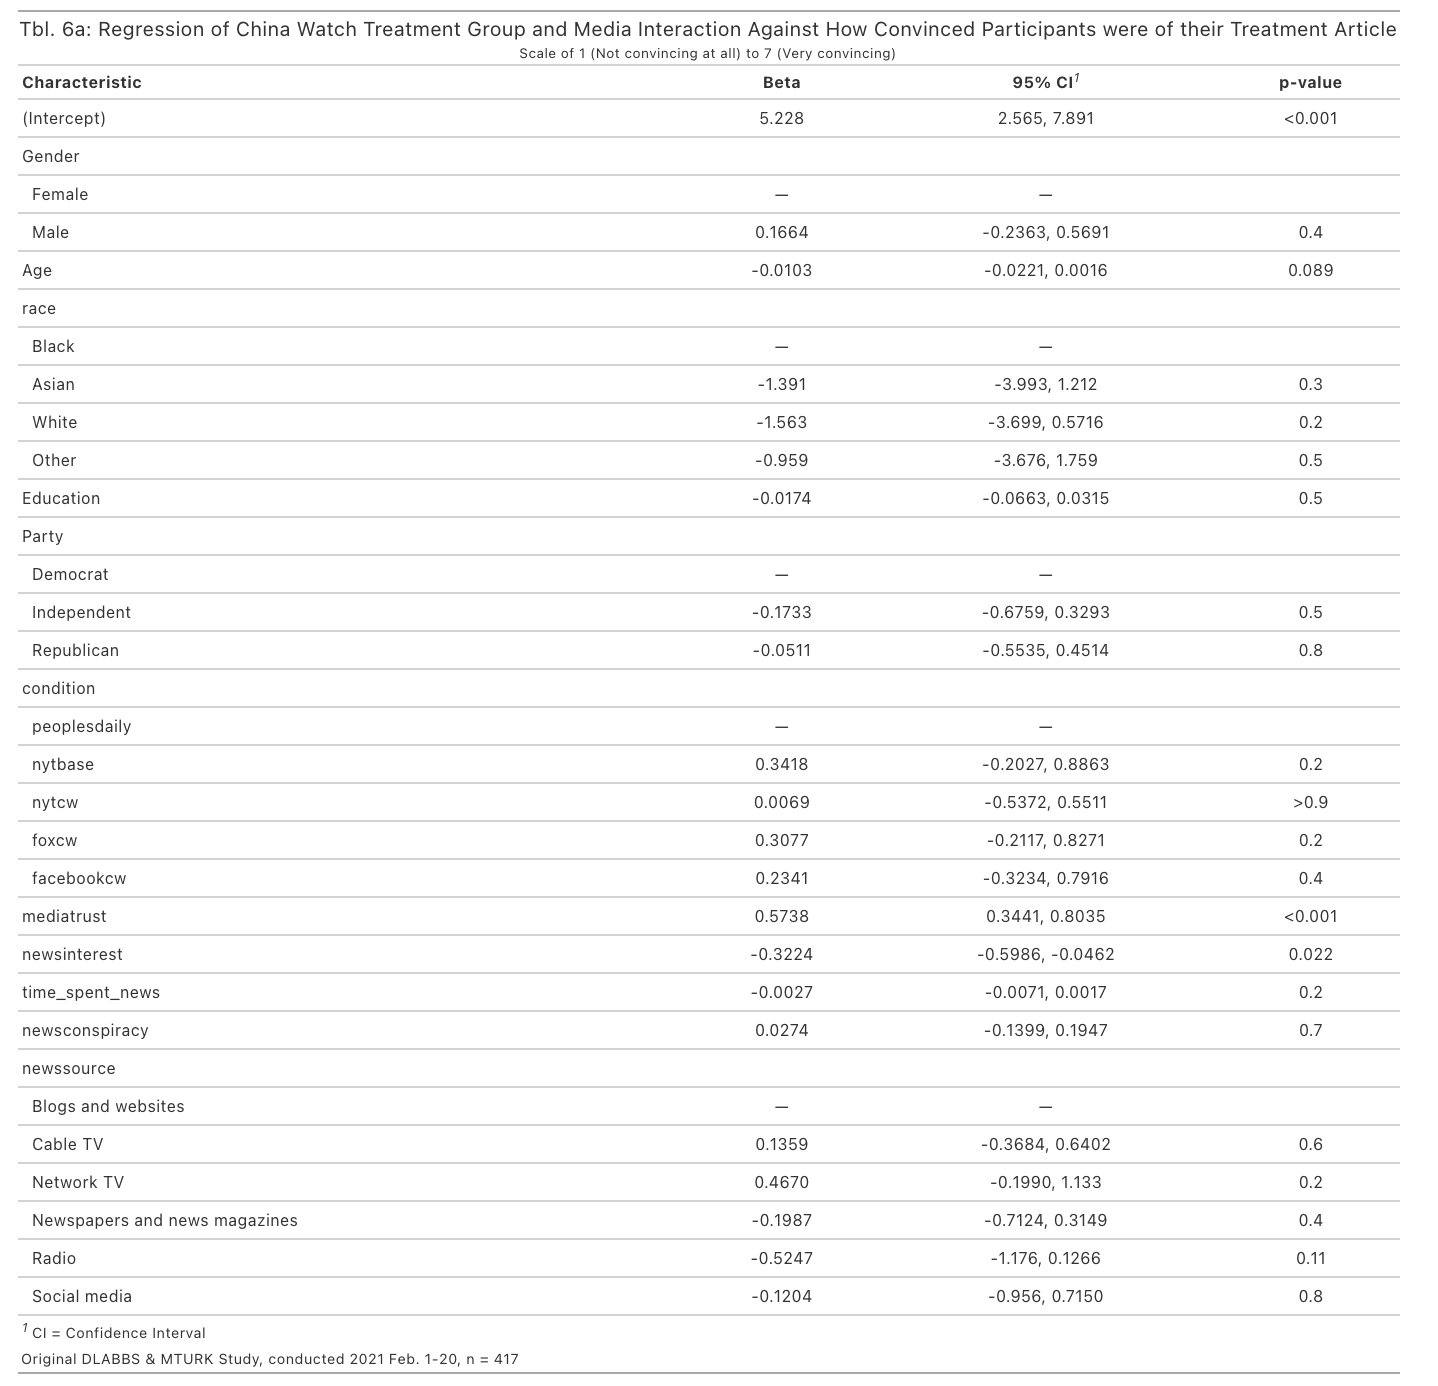 Tbl. 6a: Regression of China Watch Treatment Group and Media Interaction Against How Convinced Participants were of their Treatment Article
Scale of 1 (Not convincing at all) to 7 (Very convincing)
Characteristic Beta 95% CI1 p-value
(Intercept) 5.228 2.565, 7.891 <0.001
Gender
Female — —
Male 0.1664 -0.2363, 0.5691 0.4
Age -0.0103 -0.0221, 0.0016 0.089
race
Black — —
Asian -1.391 -3.993, 1.212 0.3
White -1.563 -3.699, 0.5716 0.2
Other -0.959 -3.676, 1.759 0.5
Education -0.0174 -0.0663, 0.0315 0.5
Party
Democrat — —
Independent -0.1733 -0.6759, 0.3293 0.5
Republican -0.0511 -0.5535, 0.4514 0.8
condition
peoplesdaily — —
nytbase 0.3418 -0.2027, 0.8863 0.2
nytcw 0.0069 -0.5372, 0.5511 >0.9
foxcw 0.3077 -0.2117, 0.8271 0.2
facebookcw 0.2341 -0.3234, 0.7916 0.4
mediatrust 0.5738 0.3441, 0.8035 <0.001
newsinterest -0.3224 -0.5986, -0.0462 0.022
time_spent_news -0.0027 -0.0071, 0.0017 0.2
newsconspiracy 0.0274 -0.1399, 0.1947 0.7
newssource
Blogs and websites — —
Cable TV 0.1359 -0.3684, 0.6402 0.6
Network TV 0.4670 -0.1990, 1.133 0.2
Newspapers and news magazines -0.1987 -0.7124, 0.3149 0.4
Radio -0.5247 -1.176, 0.1266 0.11
Social media -0.1204 -0.956, 0.7150 0.8
1 CI = Confidence Interval
Original DLABBS & MTURK Study, conducted 2021 Feb. 1-20, n = 417